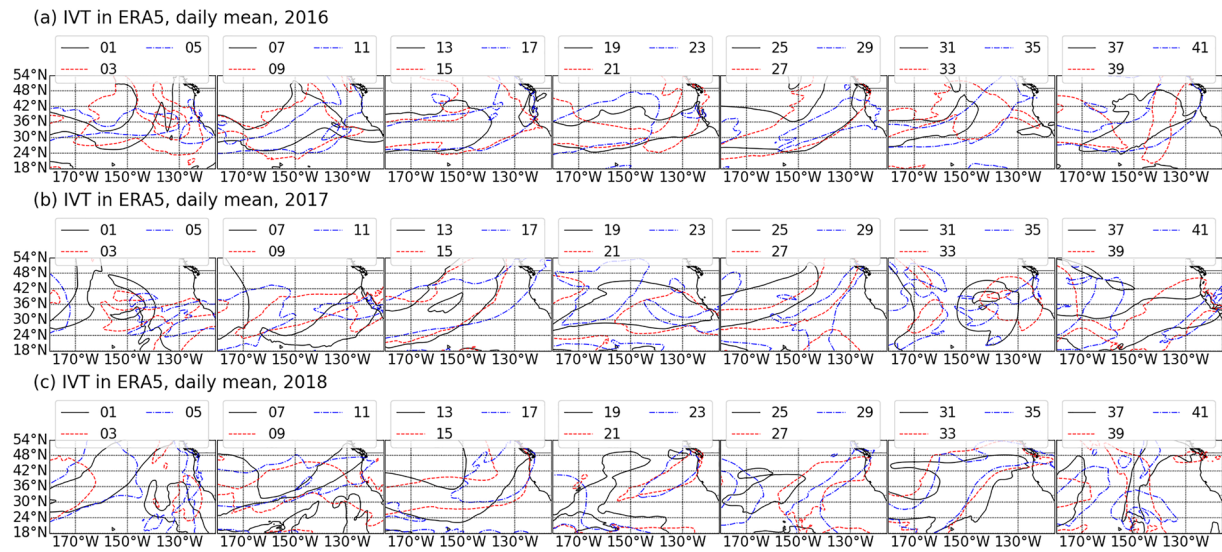 (a) IVT in ERA5, daily mean, 2016
01 05 07 11 13 17 19 23 25 29 31 35 37 41
03 09 15 21 27 33 39
54°N
48°N
42°N
36°N
30°N
24°N
18°N
170°W 150°W 130°W 170°W 150°W 130°W 170°W 150°W 130°W 170°W 150°W 130°W 170°W 150°W 130°W 170°W 150°W 130°W 170°W 150°W 130°W
(b) IVT in ERA5, daily mean, 2017
01 05 07 11 13 17 19 23 25 29 31 35 37 41
03 09 15 21 27 33 39
54°N
48°N
42°N
36°N
30°N
24°N
18°N
170°W 150°W 130°W 170°W 150°W 130°W 170°W 150°W 130°W 170°W 150°W 130°W 170°W 150°W 130°W 170°W 150°W 130°W 170°W 150°W 130°W
(c) IVT in ERA5, daily mean, 2018
01 05 07 11 13 17 19 23 25 29 31 35 37 41
03 09 15 21 27 33 39
54°N
48°N
42°N
36°N
30°N
24°N
18°N
170°W 150°W 130°W 170°W 150°W 130°W 170°W 150°W 130°W 170°W 150°W 130°W 170°W 150°W 130°W 170°W 150°W 130°W 170°W 150°W 130°W